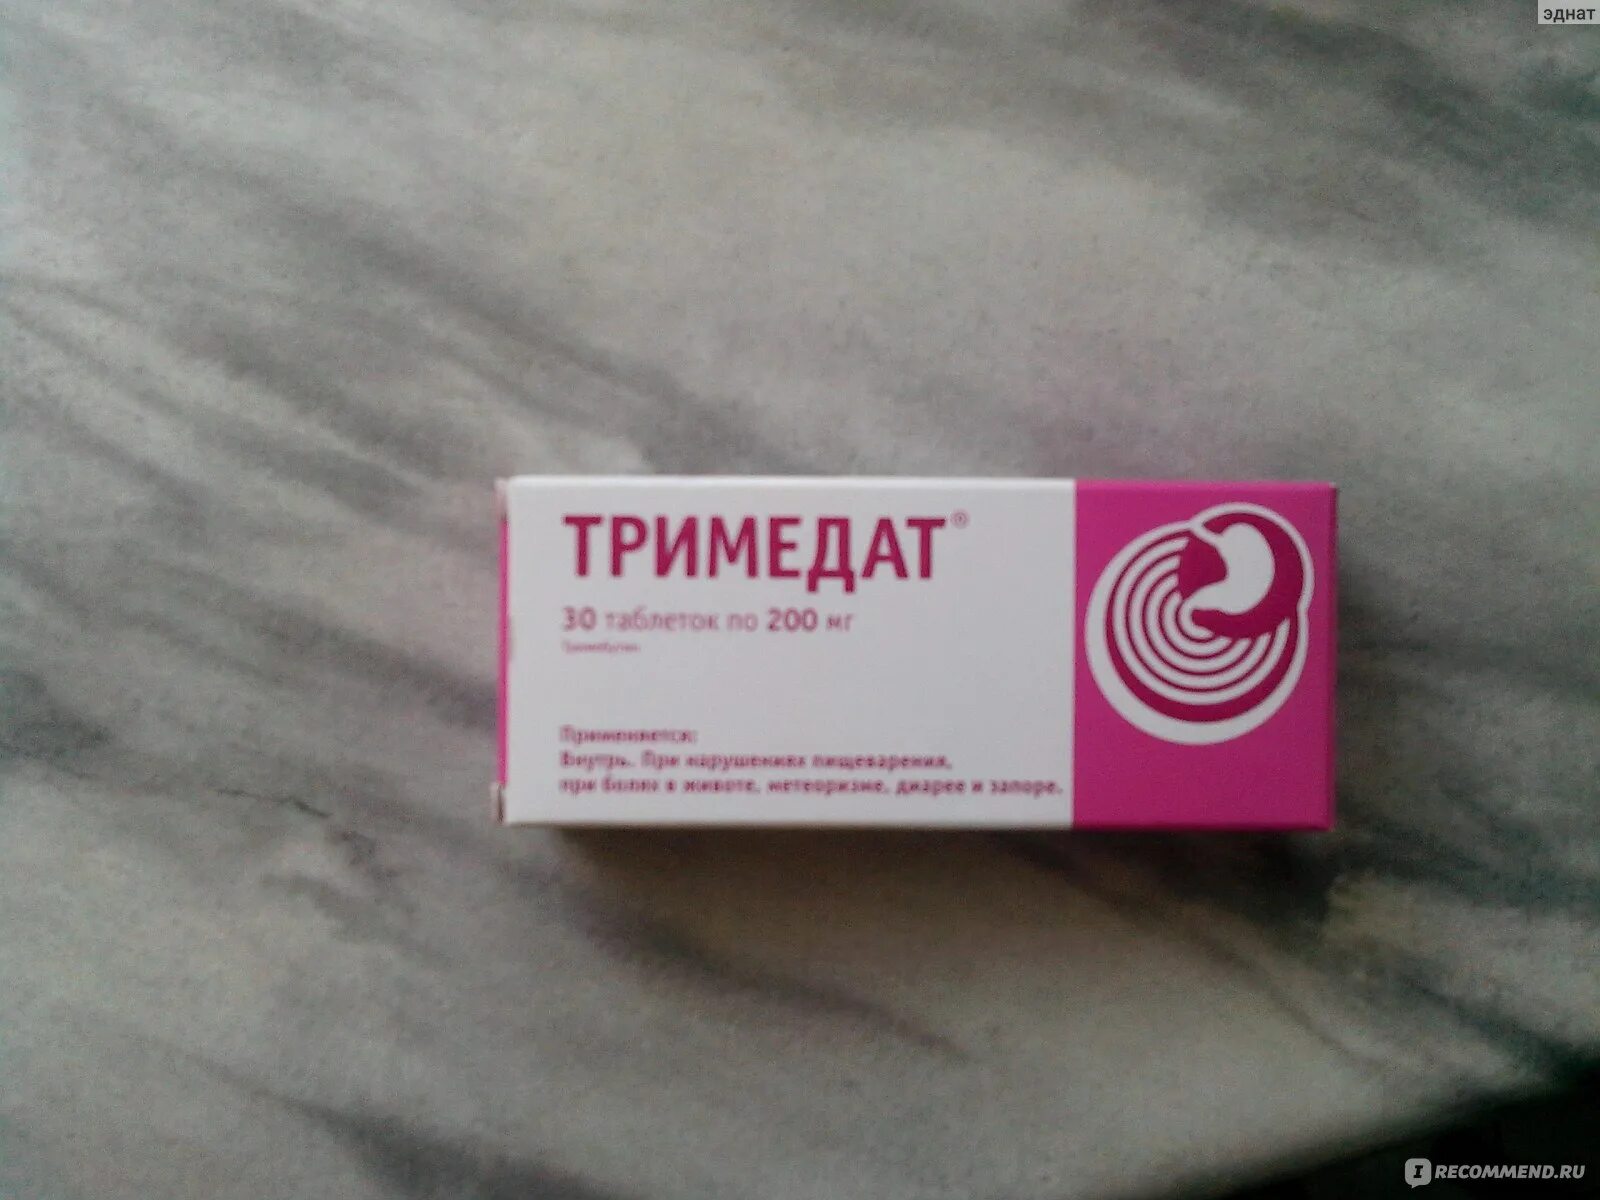 эднат
ТРИМЕДАТ®
30 таблеток по 200 мг
Тримебутин
Применяется:
Внутрь. При нарушениях пищеварения,
при болях в животе, метеоризме, диарее и запоре.
I RECOMMEND.RU